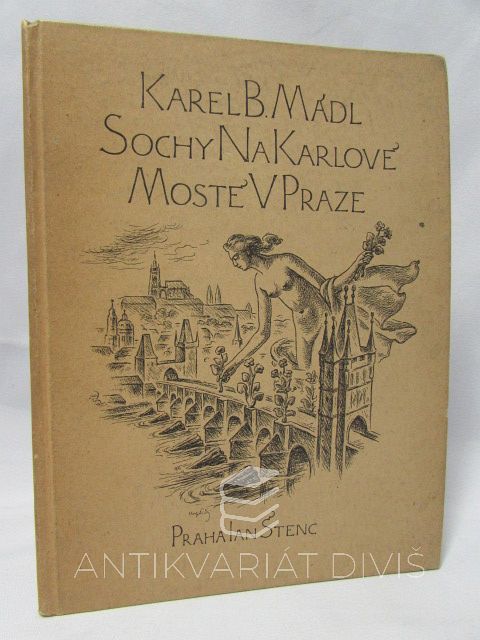 KAREL B. MÁDL
SOCHY NA KARLOVĚ
MOSTĚ V PRAZE
PRAHA JAN ŠTENC
ANTIKVARIÁT DIVIŠ